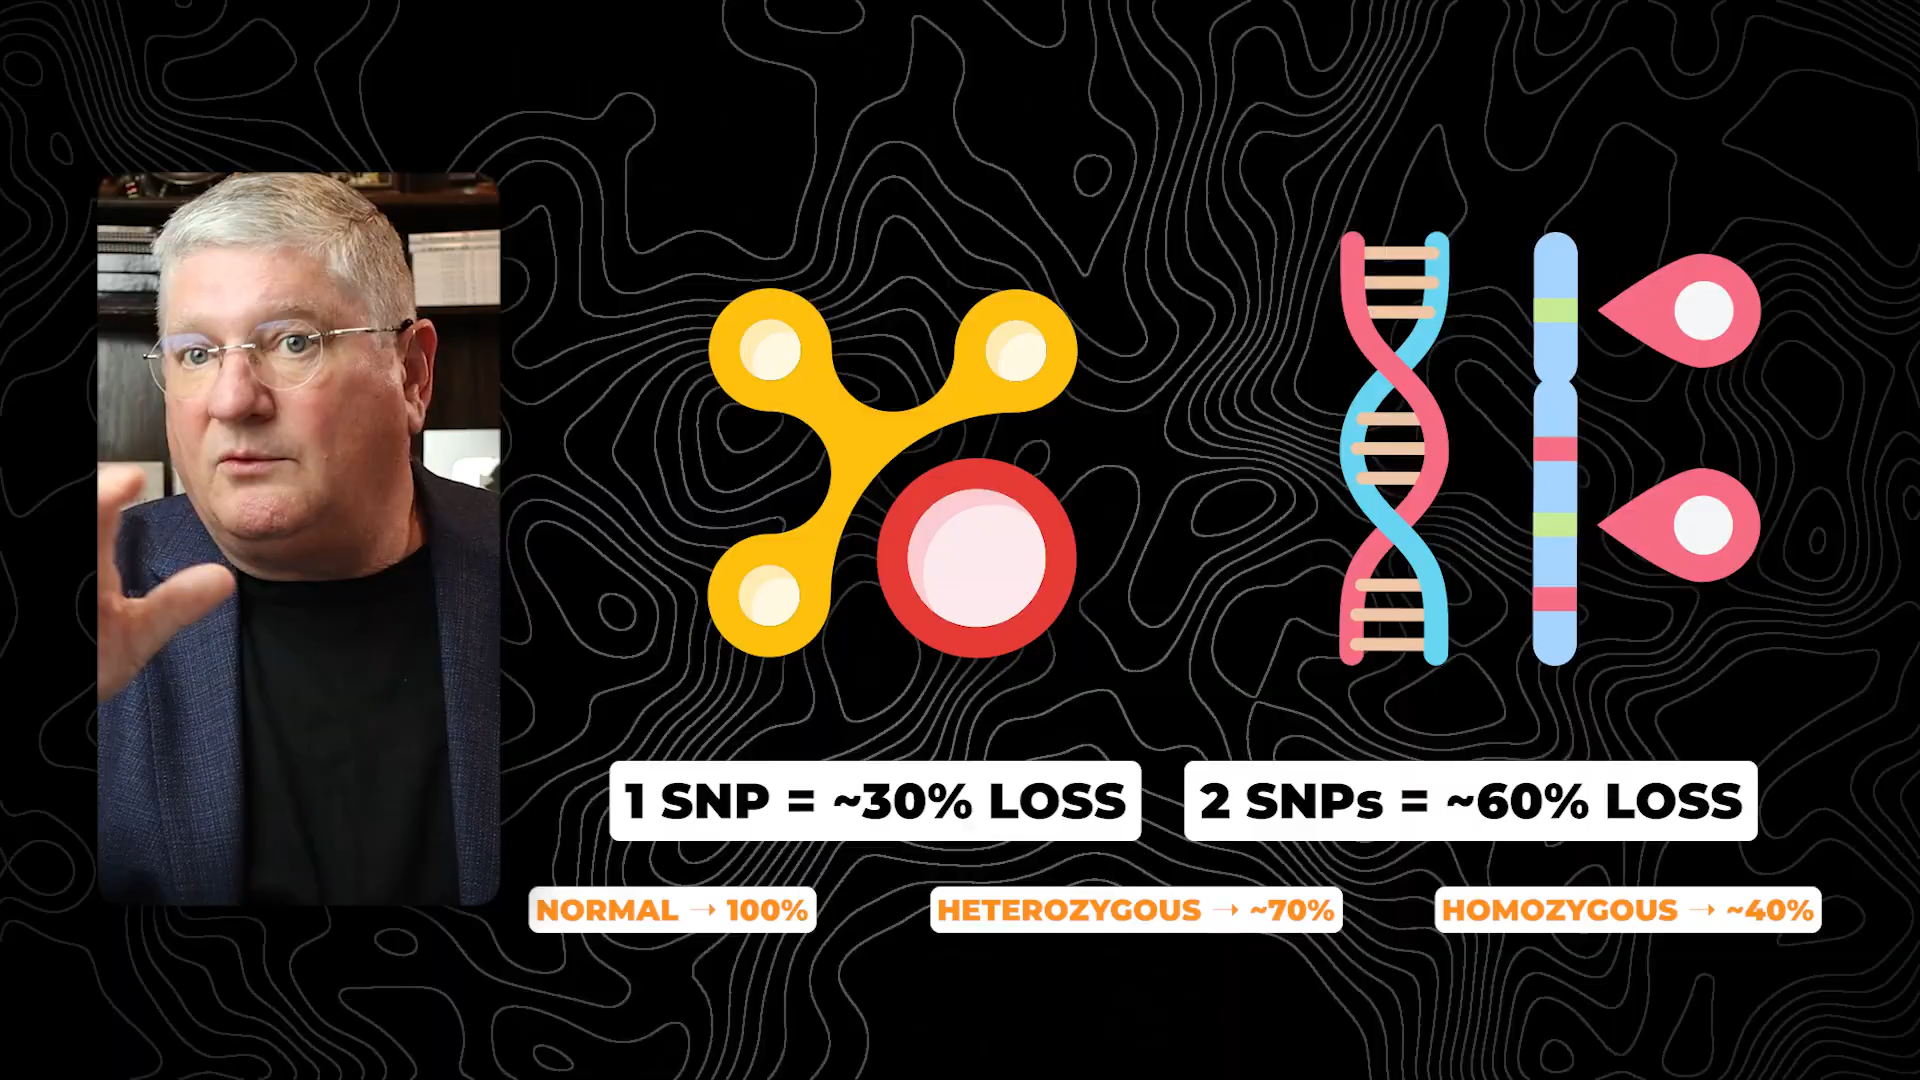 1 SNP = ~30% LOSS
2 SNPs = ~60% LOSS
NORMAL → 100%
HETEROZYGOUS → ~70%
HOMOZYGOUS → ~40%